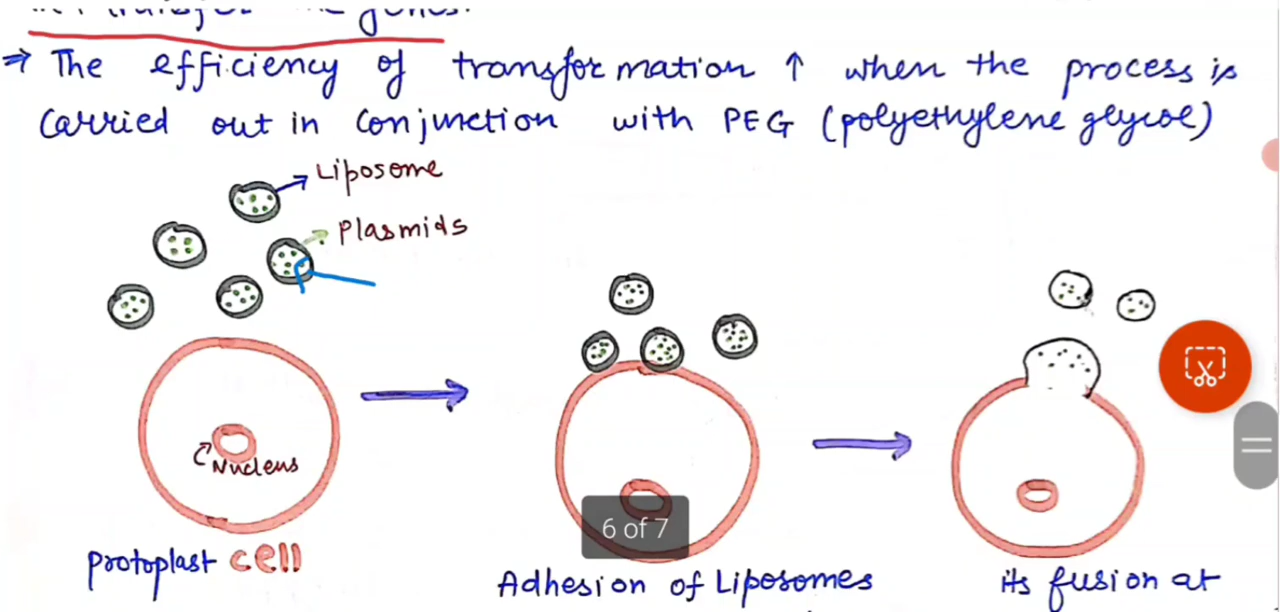 ⇒ The efficiency of transformation ↑ when the process is
carried out in conjunction with PEG (polyethylene glycol)
Liposome
Plasmids
Nucleus
6 of 7
protoplast cell
Adhesion of Liposomes
its fusion at